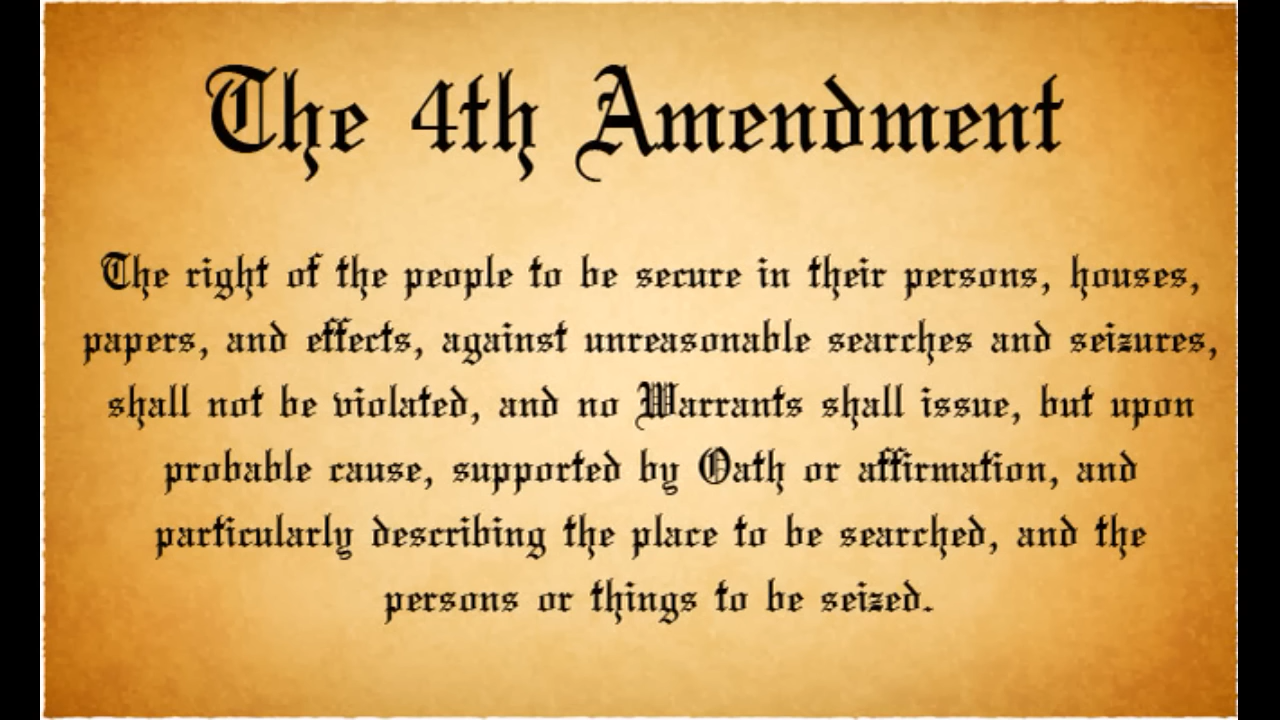 The 4th Amendment
The right of the people to be secure in their persons, houses,
papers, and effects, against unreasonable searches and seizures,
shall not be violated, and no Warrants shall issue, but upon
probable cause, supported by Oath or affirmation, and
particularly describing the place to be searched, and the
persons or things to be seized.